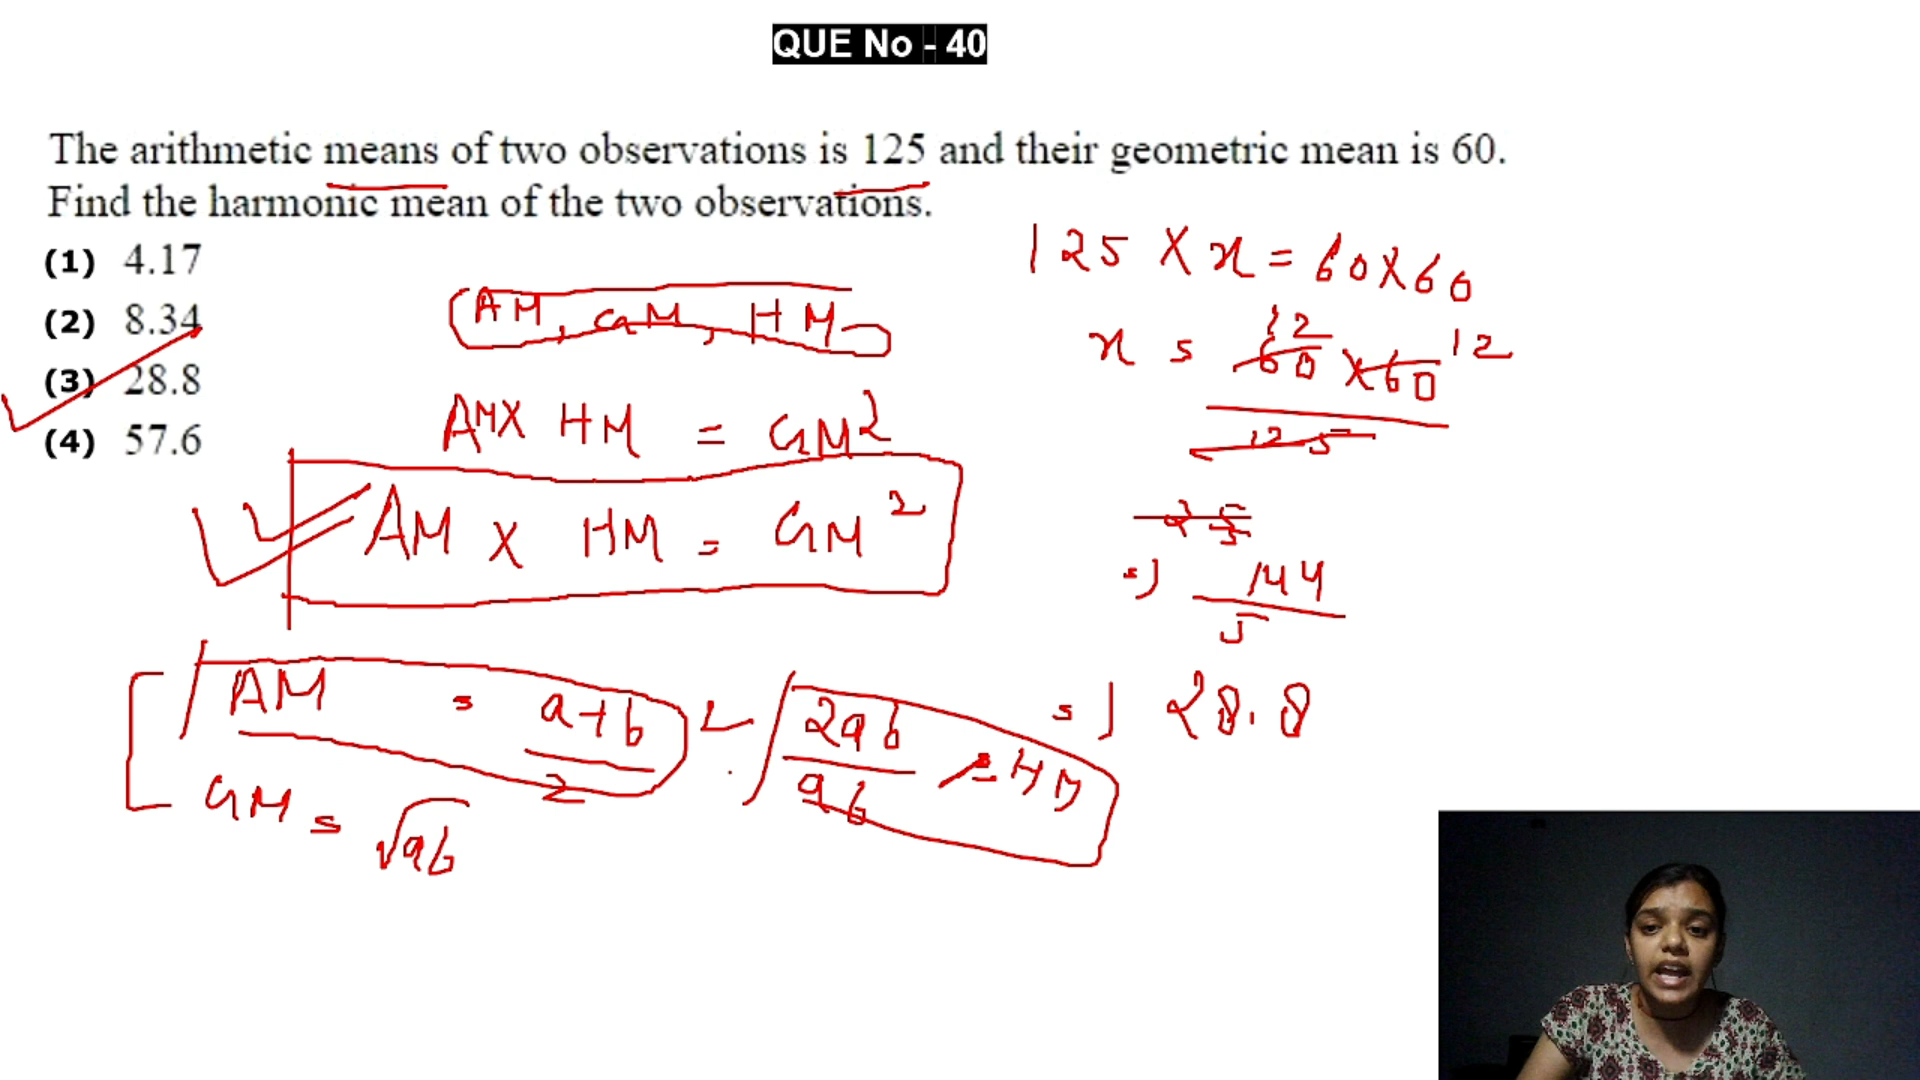 QUE No - 40
The arithmetic means of two observations is 125 and their geometric mean is 60.
Find the harmonic mean of the two observations.
(1) 4.17
(2) 8.34
(3) 28.8
(4) 57.6
AM, GM, HM
AM X HM = GM2
AM X HM = GM2
AM = a+b
2
GM = √ab
2ab = HM
ab
125 X x = 60X60
12 12
x = 60 X 60
125
25
5
=) 144
5
=) 28.8